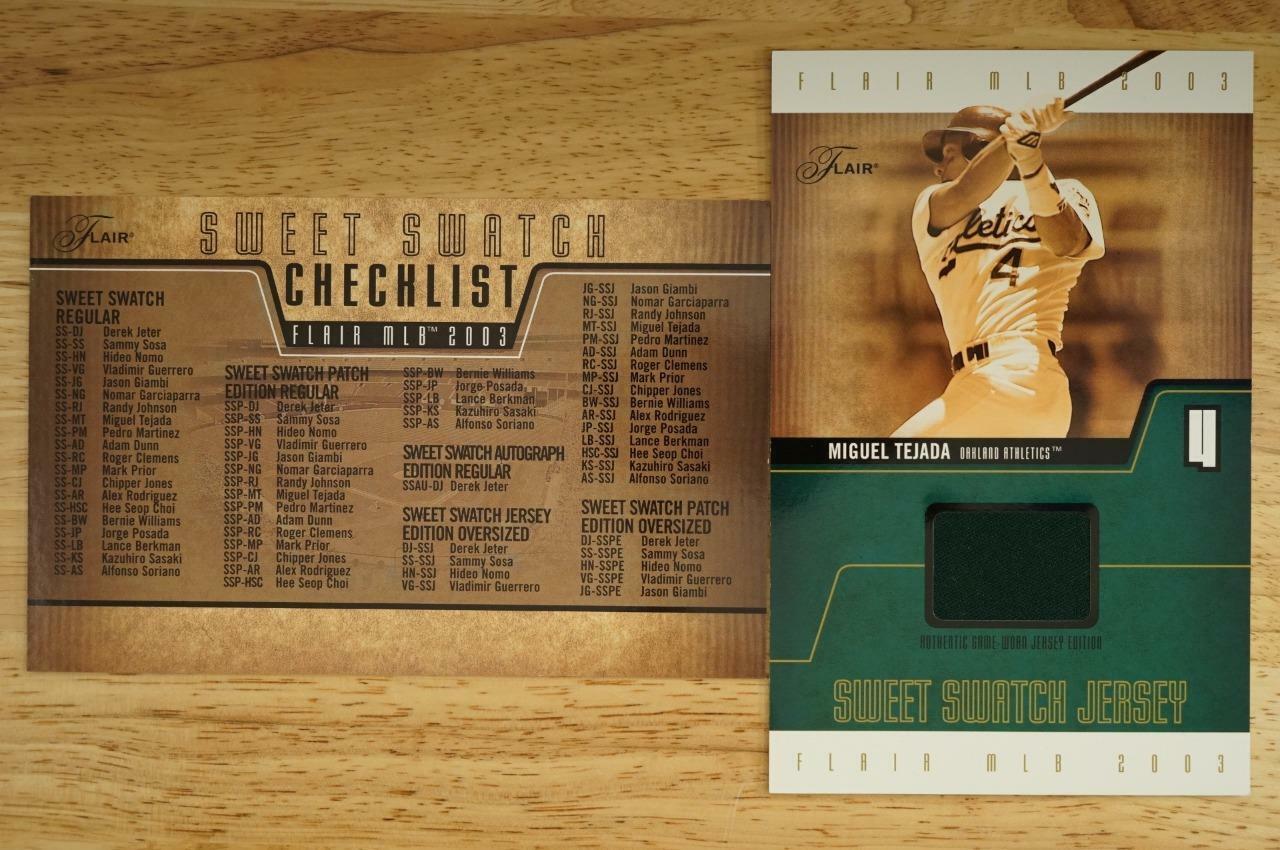 FLAIR®
SWEET SWATCH
CHECKLIST
FLAIR MLB™ 2003
SWEET SWATCH
REGULAR
SS-DJ Derek Jeter
SS-SS Sammy Sosa
SS-HN Hideo Nomo
SS-VG Vladimir Guerrero
SS-JG Jason Giambi
SS-NG Nomar Garciaparra
SS-RJ Randy Johnson
SS-MT Miguel Tejada
SS-PM Pedro Martinez
SS-AD Adam Dunn
SS-RC Roger Clemens
SS-MP Mark Prior
SS-CJ Chipper Jones
SS-AR Alex Rodriguez
SS-HSC Hee Seop Choi
SS-BW Bernie Williams
SS-JP Jorge Posada
SS-LB Lance Berkman
SS-KS Kazuhiro Sasaki
SS-AS Alfonso Soriano
SWEET SWATCH PATCH
EDITION REGULAR
SSP-DJ Derek Jeter
SSP-SS Sammy Sosa
SSP-HN Hideo Nomo
SSP-VG Vladimir Guerrero
SSP-JG Jason Giambi
SSP-NG Nomar Garciaparra
SSP-RJ Randy Johnson
SSP-MT Miguel Tejada
SSP-PM Pedro Martinez
SSP-AD Adam Dunn
SSP-RC Roger Clemens
SSP-MP Mark Prior
SSP-CJ Chipper Jones
SSP-AR Alex Rodriguez
SSP-HSC Hee Seop Choi
SSP-BW Bernie Williams
SSP-JP Jorge Posada
SSP-LB Lance Berkman
SSP-KS Kazuhiro Sasaki
SSP-AS Alfonso Soriano
SWEET SWATCH AUTOGRAPH
EDITION REGULAR
SSAU-DJ Derek Jeter
SWEET SWATCH JERSEY
EDITION OVERSIZED
DJ-SSJ Derek Jeter
SS-SSJ Sammy Sosa
HN-SSJ Hideo Nomo
VG-SSJ Vladimir Guerrero
JG-SSJ Jason Giambi
NG-SSJ Nomar Garciaparra
RJ-SSJ Randy Johnson
MT-SSJ Miguel Tejada
PM-SSJ Pedro Martinez
AD-SSJ Adam Dunn
RC-SSJ Roger Clemens
MP-SSJ Mark Prior
CJ-SSJ Chipper Jones
BW-SSJ Bernie Williams
AR-SSJ Alex Rodriguez
JP-SSJ Jorge Posada
LB-SSJ Lance Berkman
HSC-SSJ Hee Seop Choi
KS-SSJ Kazuhiro Sasaki
AS-SSJ Alfonso Soriano
SWEET SWATCH PATCH
EDITION OVERSIZED
DJ-SSPE Derek Jeter
SS-SSPE Sammy Sosa
HN-SSPE Hideo Nomo
VG-SSPE Vladimir Guerrero
JG-SSPE Jason Giambi
FLAIR MLB 2003
FLAIR®
letics
4
MIGUEL TEJADA OAKLAND ATHLETICS™
4
AUTHENTIC GAME-WORN JERSEY EDITION
SWEET SWATCH JERSEY
FLAIR MLB 2003